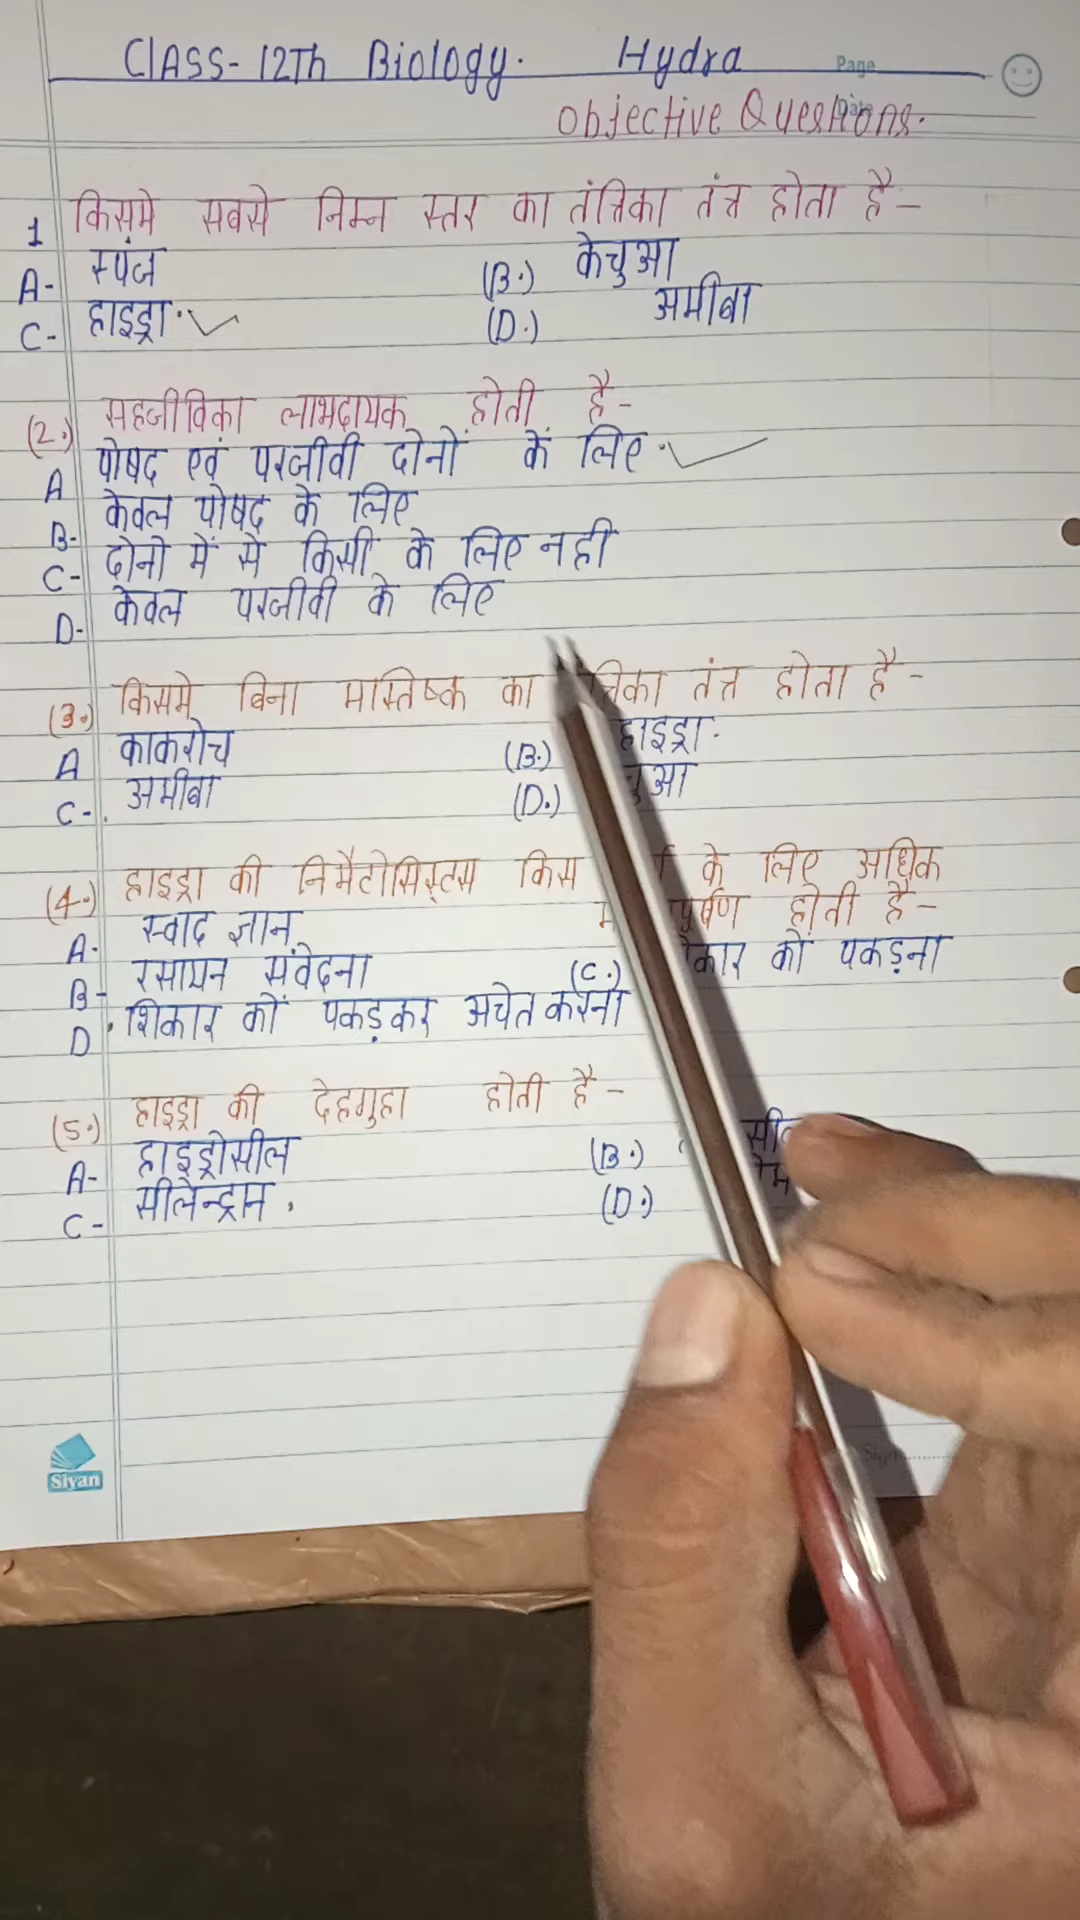 CLASS- 12Th Biology. Hydra
Page
Objective Questions.
1 किसमे सबसे निम्न स्तर का तंत्रिका तंत्र होता है-
A- स्पंज (B.) केचुआ
C- हाइड्रा. (D.) अमीबा
(2.) सहजीविका लाभदायक होती है-
A पोषद एवं परजीवी दोनों के लिए.
B- केवल पोषद के लिए
C- दोनो में से किसी के लिए नही
D- केवल परजीवी के लिए
(3.) किसमे बिना मास्तिष्क का तंत्र होता है-
A काकरोच (B.) हाइड्रा.
C-. अमीबा (D.)
(4.) हाइड्रा की निमैटोसिस्टस किस के लिए अधिक
होती है-
A. स्वाद ज्ञान
B- रसायन संवेदना (C.) को पकड़ना
D. शिकार कों पकड़कर अचेत करना
(5.) हाइड्रा की देहगुहा होती है-
A- हाइड्रोसील (B.)
C- सीलेन्द्रान. (D.)
Siyan